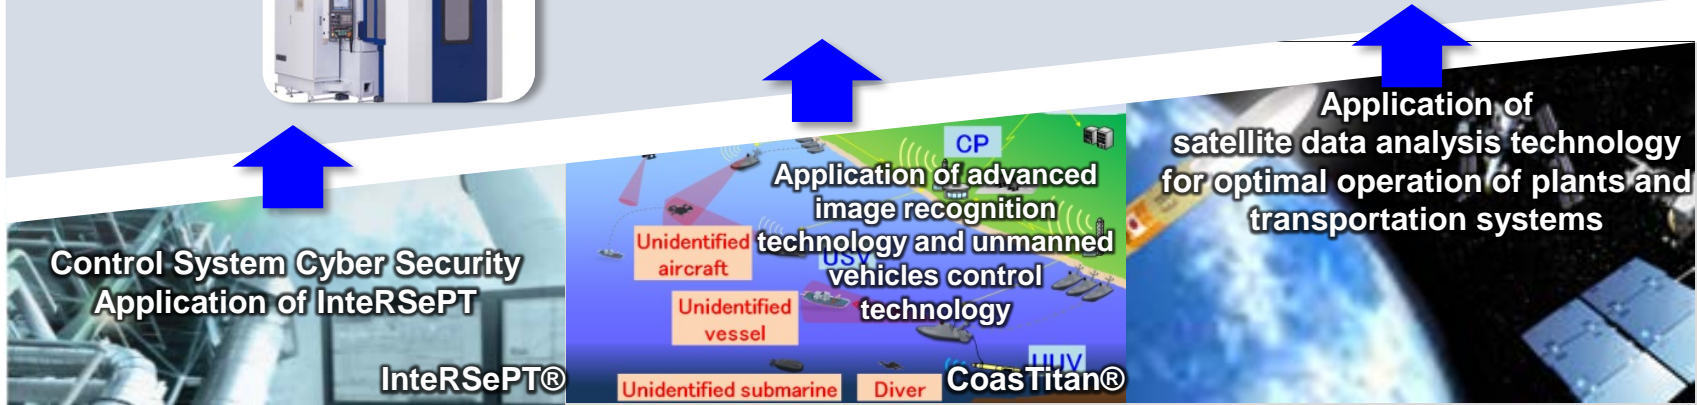 Control System Cyber Security
Application of InteRSePT
InteRSePT®
CP
Application of advanced
image recognition
technology and unmanned
vehicles control
technology
Unidentified
aircraft
USV
Unidentified
vessel
UUV
Unidentified submarine
Diver
CoasTitan®
Application of
satellite data analysis technology
for optimal operation of plants and
transportation systems